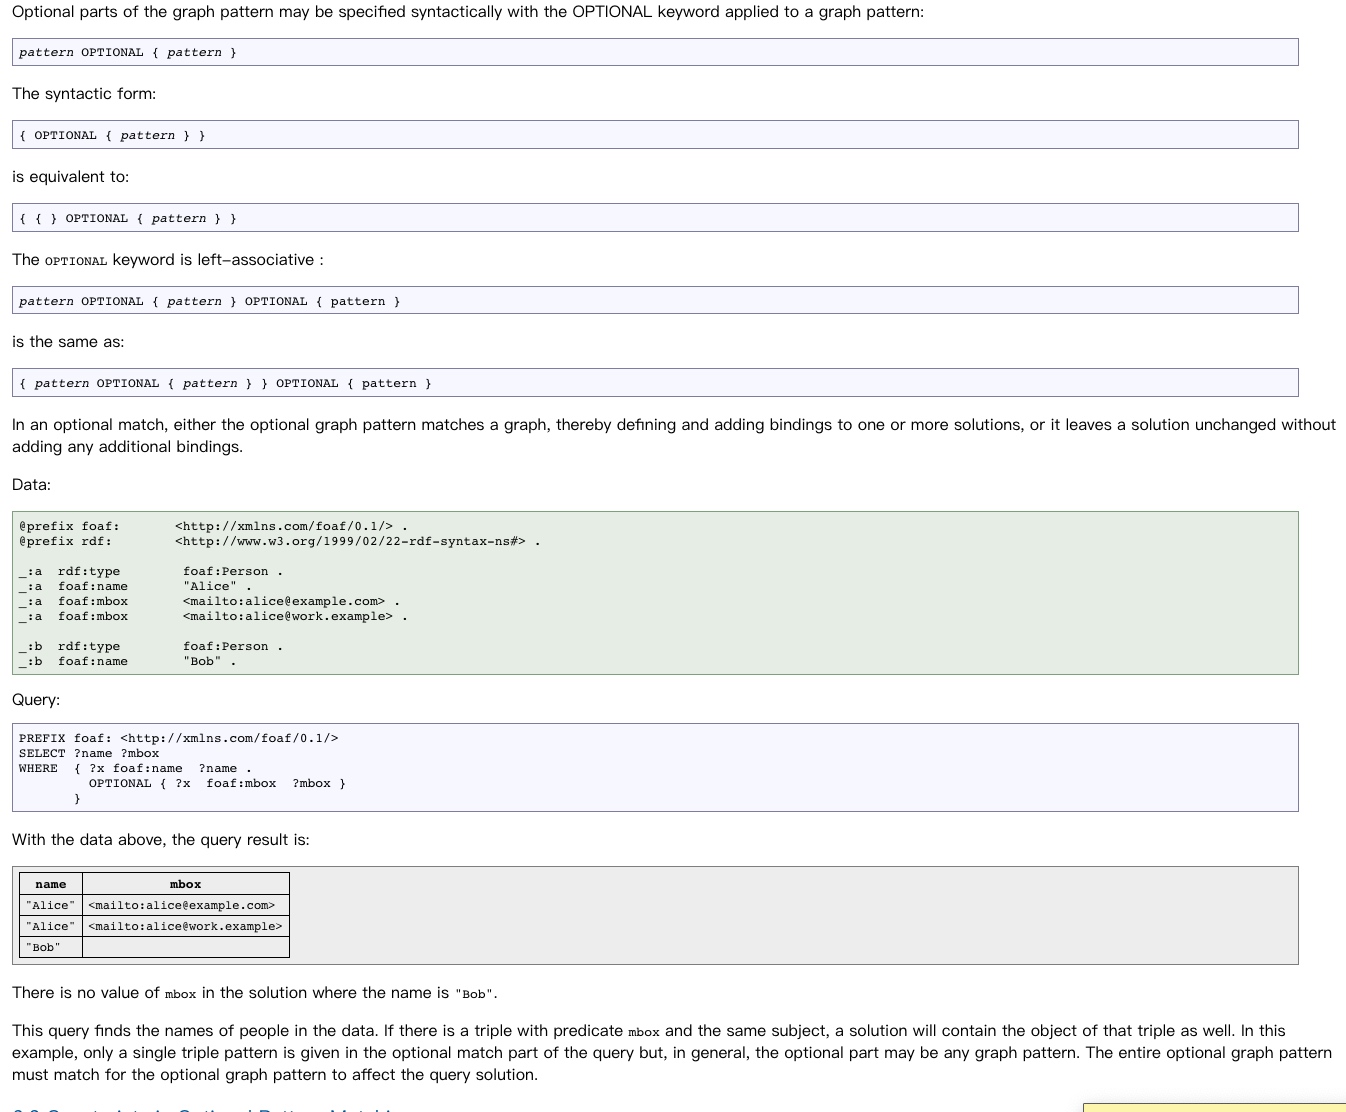 Optional parts of the graph pattern may be specified syntactically with the OPTIONAL keyword applied to a graph pattern:
pattern OPTIONAL { pattern }
The syntactic form:
{ OPTIONAL { pattern } }
is equivalent to:
{ { } OPTIONAL { pattern } }
The OPTIONAL keyword is left-associative :
pattern OPTIONAL { pattern } OPTIONAL { pattern }
is the same as:
{ pattern OPTIONAL { pattern } } OPTIONAL { pattern }
In an optional match, either the optional graph pattern matches a graph, thereby defining and adding bindings to one or more solutions, or it leaves a solution unchanged without
adding any additional bindings.
Data:
@prefix foaf:       <http://xmlns.com/foaf/0.1/> .
@prefix rdf:        <http://www.w3.org/1999/02/22-rdf-syntax-ns#> .
_:a  rdf:type        foaf:Person .
_:a  foaf:name       "Alice" .
_:a  foaf:mbox       <mailto:alice@example.com> .
_:a  foaf:mbox       <mailto:alice@work.example> .
_:b  rdf:type        foaf:Person .
_:b  foaf:name       "Bob" .
Query:
PREFIX foaf: <http://xmlns.com/foaf/0.1/>
SELECT ?name ?mbox
WHERE  { ?x foaf:name  ?name .
         OPTIONAL { ?x  foaf:mbox  ?mbox }
       }
With the data above, the query result is:
name mbox
"Alice" <mailto:alice@example.com>
"Alice" <mailto:alice@work.example>
"Bob"
There is no value of mbox in the solution where the name is "Bob".
This query finds the names of people in the data. If there is a triple with predicate mbox and the same subject, a solution will contain the object of that triple as well. In this
example, only a single triple pattern is given in the optional match part of the query but, in general, the optional part may be any graph pattern. The entire optional graph pattern
must match for the optional graph pattern to affect the query solution.